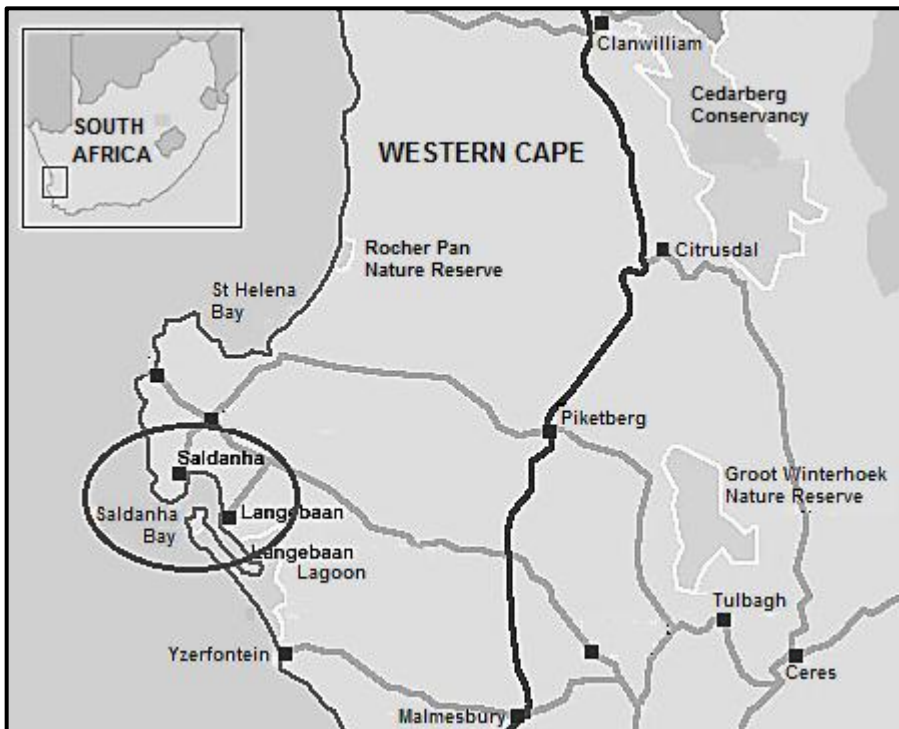 Clanwilliam
Cedarberg
Conservancy
SOUTH
AFRICA
WESTERN CAPE
Rocher Pan
Nature Reserve
Citrusdal
St Helena
Bay
Piketberg
Saldanha
Groot Winterhoek
Nature Reserve
Saldanha
Bay
Langebaan
Langebaan
Lagoon
Tulbagh
Yzerfontein
Ceres
Malmesbury